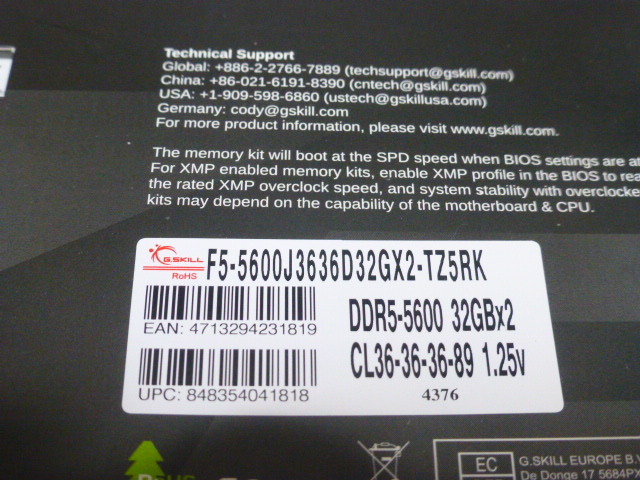 Technical Support
Global: +886-2-2766-7889 (techsupport@gskill.com)
China: +86-021-6191-8390 (cntech@gskill.com)
USA: +1-909-598-6860 (ustech@gskillusa.com)
Germany: cody@gskill.com
For more product information, please visit www.gskill.com.
The memory kit will boot at the SPD speed when BIOS settings are at
For XMP enabled memory kits, enable XMP profile in the BIOS to rea
the rated XMP overclock speed, and system stability with overclocke
kits may depend on the capability of the motherboard & CPU.
G.SKILL
RoHS
F5-5600J3636D32GX2-TZ5RK
EAN: 4713294231819
DDR5-5600 32GBx2
CL36-36-36-89 1.25v
UPC: 848354041818
4376
EC
G.SKILL EUROPE B.V
De Donge 17 5684PX